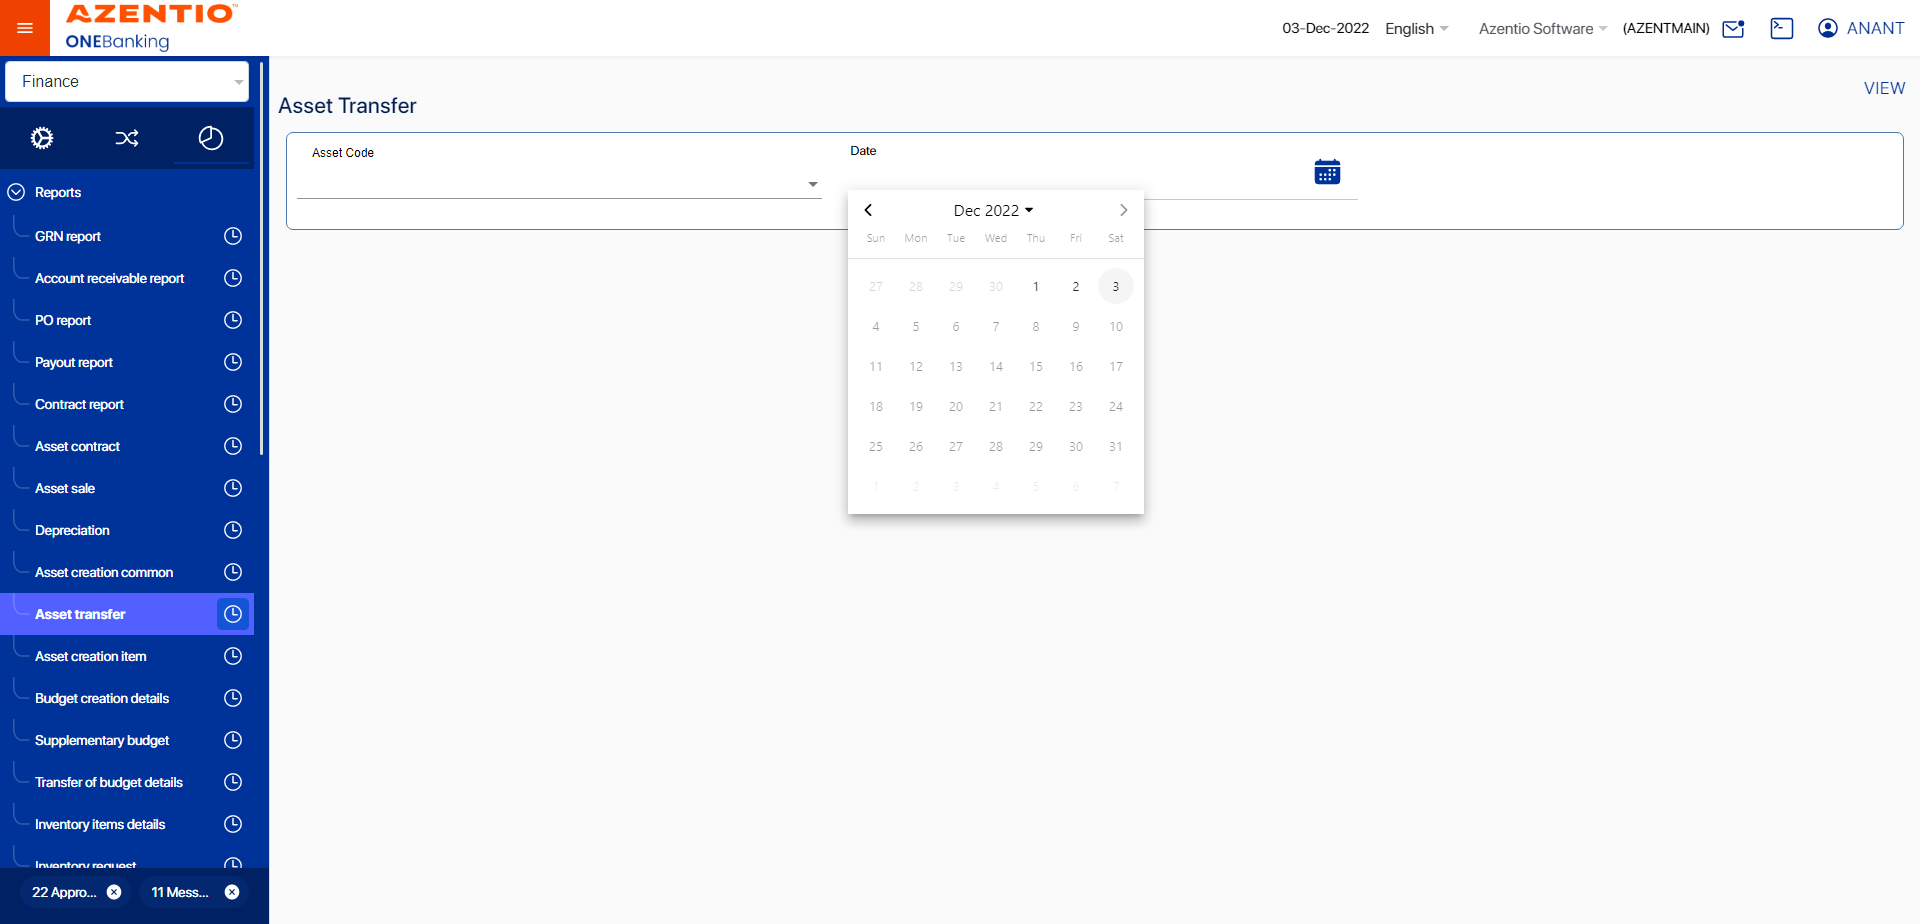 AZENTIO™
ONEBanking
03-Dec-2022 English Azentio Software (AZENTMAIN) ANANT
Finance
VIEW
Asset Transfer
Asset Code
Date
Dec 2022
Sun Mon Tue Wed Thu Fri Sat
27 28 29 30 1 2 3
4 5 6 7 8 9 10
11 12 13 14 15 16 17
18 19 20 21 22 23 24
25 26 27 28 29 30 31
1 2 3 4 5 6 7
Reports
GRN report
Account receivable report
PO report
Payout report
Contract report
Asset contract
Asset sale
Depreciation
Asset creation common
Asset transfer
Asset creation item
Budget creation details
Supplementary budget
Transfer of budget details
Inventory items details
Inventory request
22 Appro... 11 Mess...